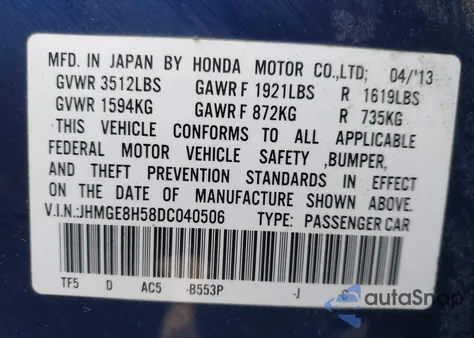 MFD. IN JAPAN BY HONDA MOTOR CO.,LTD; 04/'13
GVWR 3512LBS GAWR F 1921LBS R 1619LBS
GVWR 1594KG GAWR F 872KG R 735KG
THIS VEHICLE CONFORMS TO ALL APPLICABLE
FEDERAL MOTOR VEHICLE SAFETY ,BUMPER,
AND THEFT PREVENTION STANDARDS IN EFFECT
ON THE DATE OF MANUFACTURE SHOWN ABOVE.
V.I.N.:JHMGE8H58DC040506 TYPE: PASSENGER CAR
TF5 D AC5 -B553P -J C
autoSnap